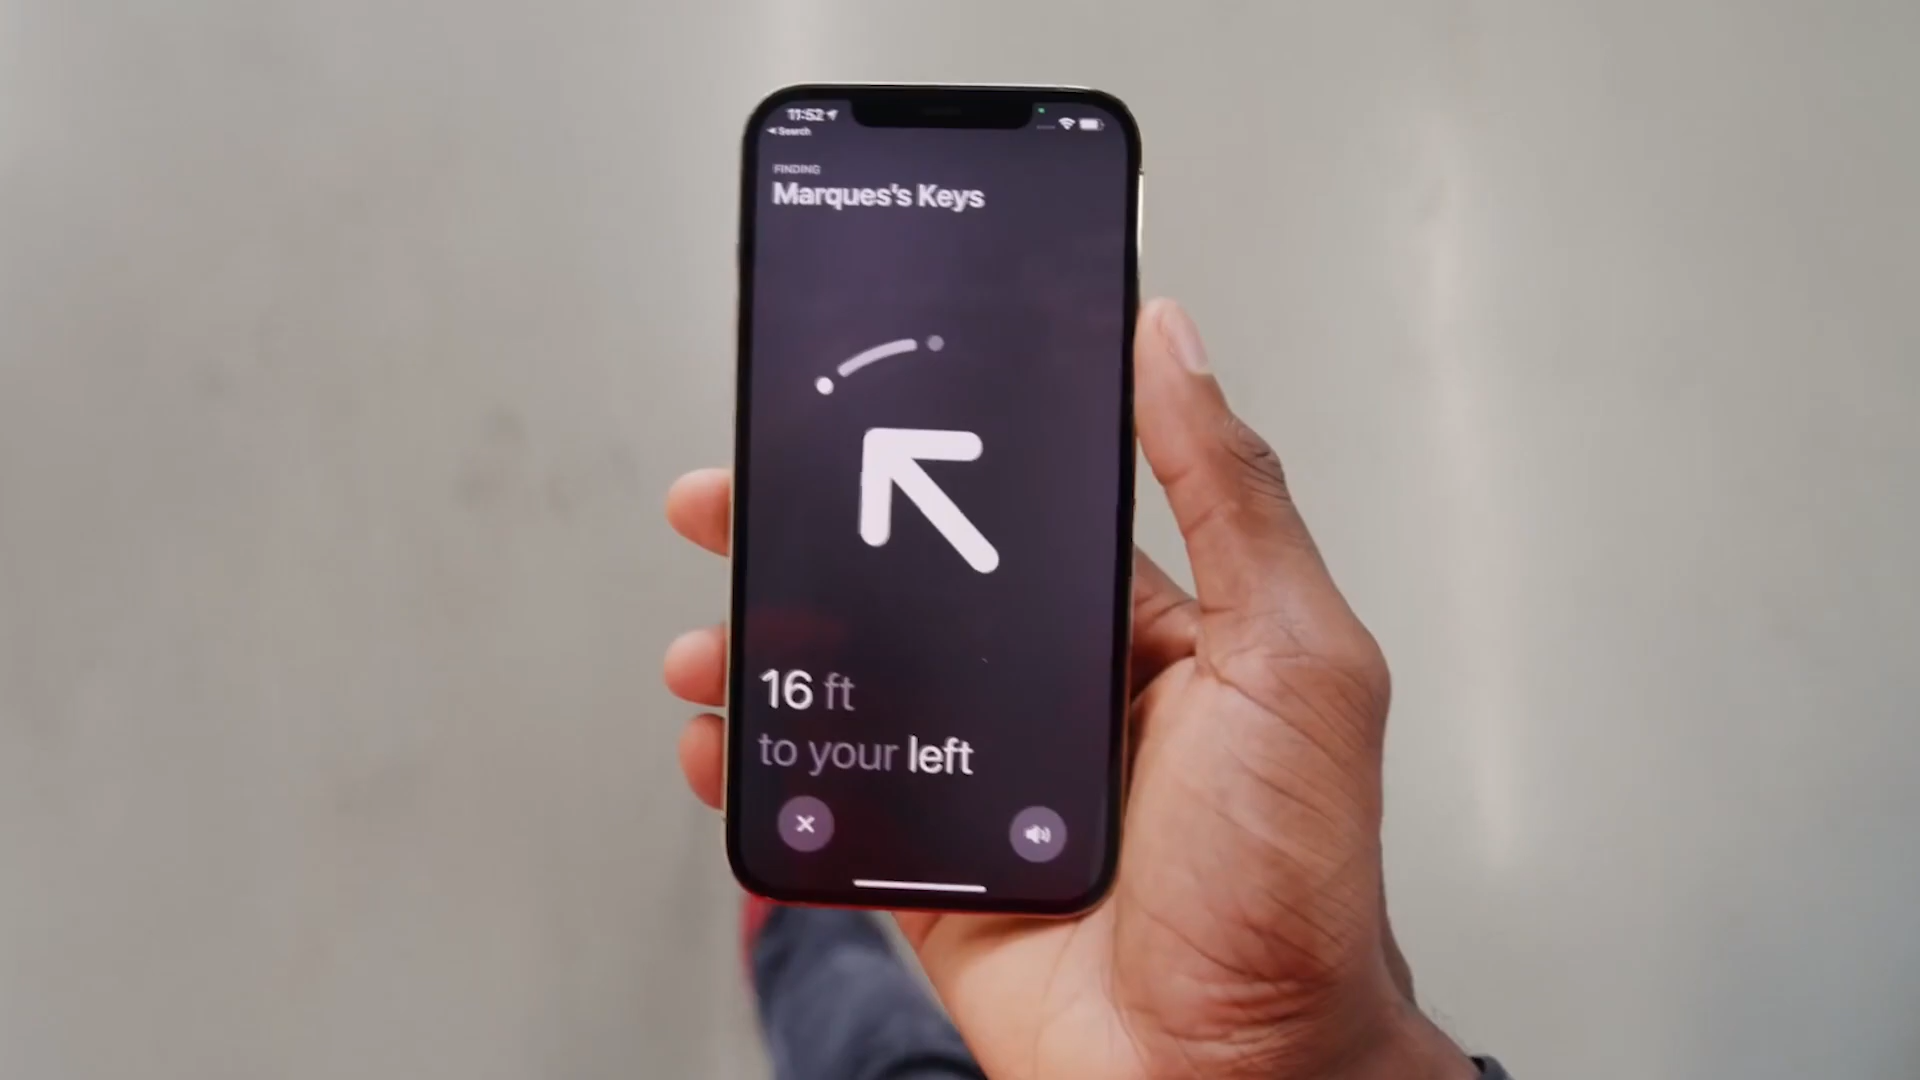 11:52
Search
FINDING
Marques's Keys
16 ft
to your left